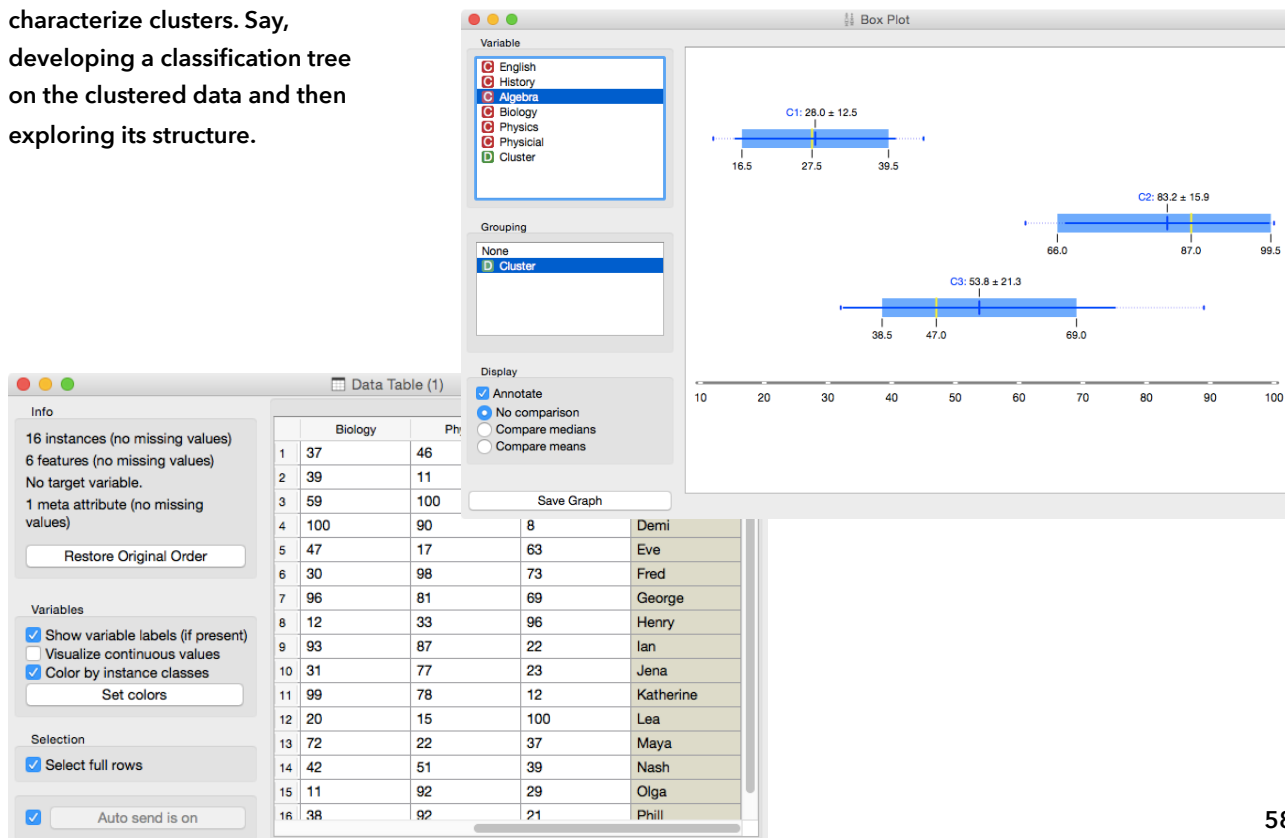 characterize clusters. Say,
developing a classification tree
on the clustered data and then
exploring its structure.
Box Plot
Variable
C English
C History
C Algebra
C Biology
C Physics
C Physicial
D Cluster
Grouping
None
D Cluster
Display
Annotate
No comparison
Compare medians
Compare means
Save Graph
C1: 28.0 ± 12.5
16.5 27.5 39.5
C2: 83.2 ± 15.9
66.0 87.0 99.5
C3: 53.8 ± 21.3
38.5 47.0 69.0
10 20 30 40 50 60 70 80 90 100
Data Table (1)
Info
16 instances (no missing values)
6 features (no missing values)
No target variable.
1 meta attribute (no missing
values)
Restore Original Order
Variables
Show variable labels (if present)
Visualize continuous values
Color by instance classes
Set colors
Selection
Select full rows
Auto send is on
Biology
1 37 46
2 39 11
3 59 100
4 100 90 8 Demi
5 47 17 63 Eve
6 30 98 73 Fred
7 96 81 69 George
8 12 33 96 Henry
9 93 87 22 Ian
10 31 77 23 Jena
11 99 78 12 Katherine
12 20 15 100 Lea
13 72 22 37 Maya
14 42 51 39 Nash
15 11 92 29 Olga
16 38 92 21 Phill
58